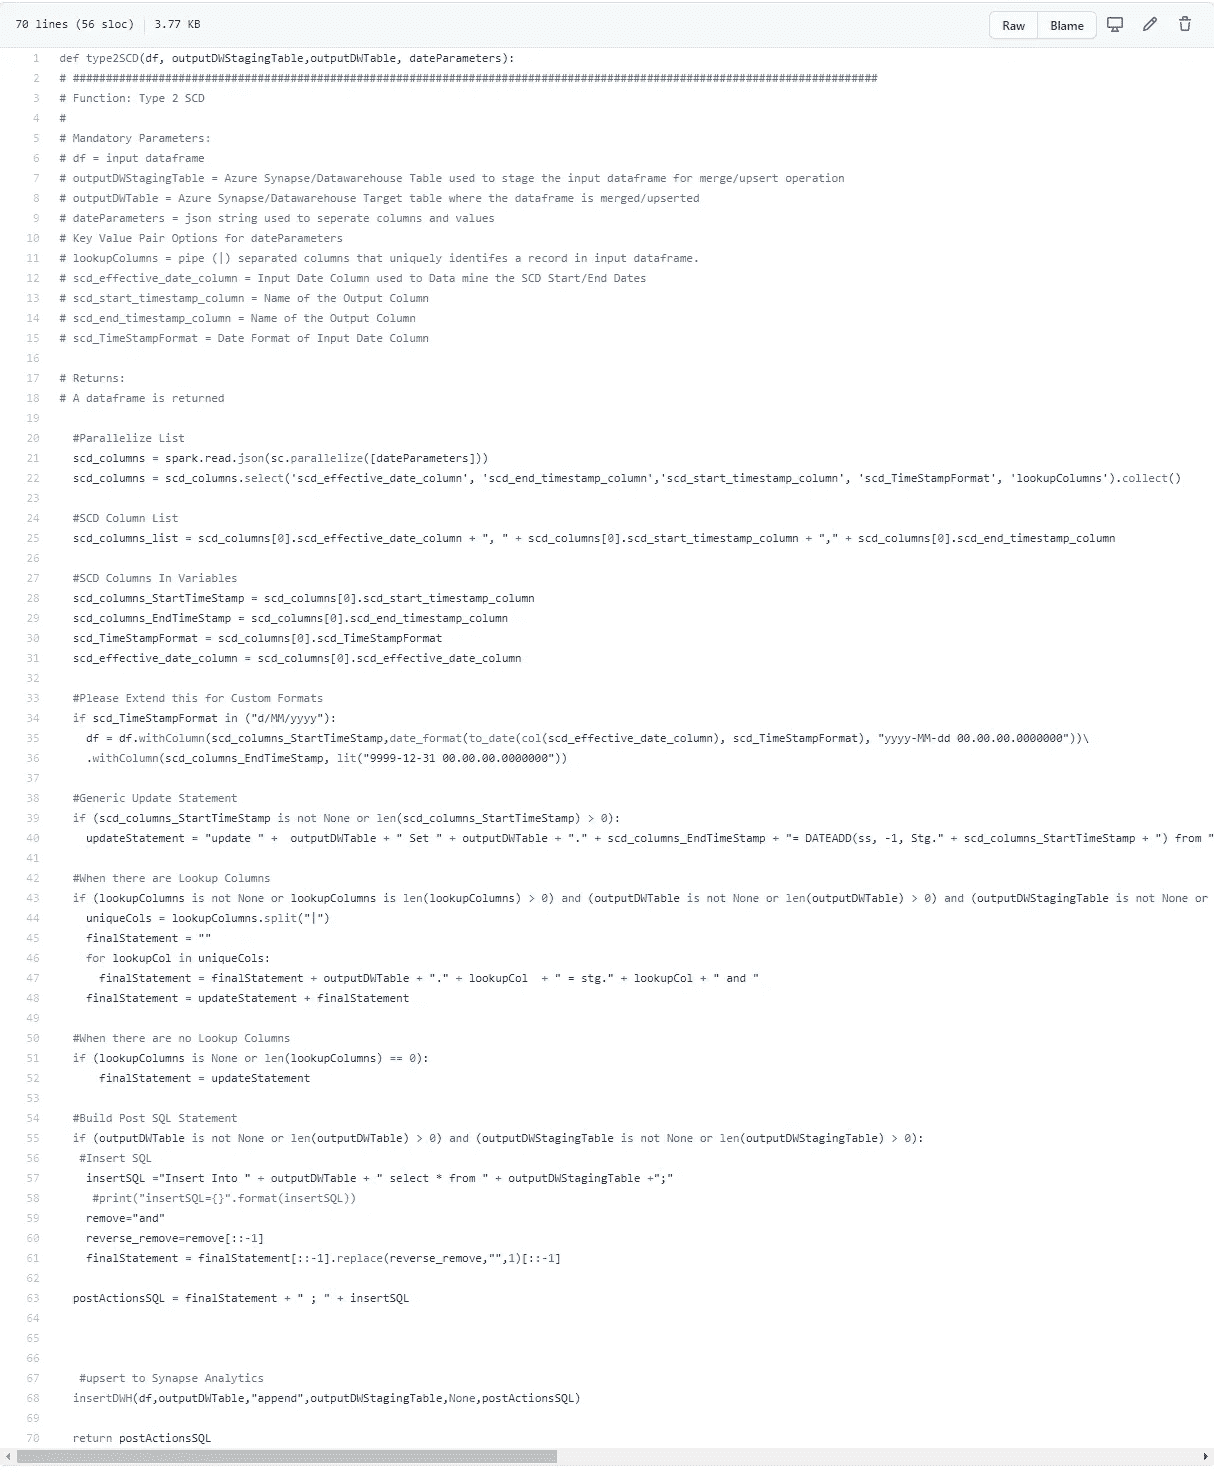 70 lines (56 sloc) 3.77 KB Raw Blame
1 def type2SCD(df, outputDWStagingTable,outputDWTable, dateParameters):
2 # ##########################################################################################################################
3 # Function: Type 2 SCD
4 #
5 # Mandatory Parameters:
6 # df = input dataframe
7 # outputDWStagingTable = Azure Synapse/Datawarehouse Table used to stage the input dataframe for merge/upsert operation
8 # outputDWTable = Azure Synapse/Datawarehouse Target table where the dataframe is merged/upserted
9 # dateParameters = json string used to seperate columns and values
10 # Key Value Pair Options for dateParameters
11 # lookupColumns = pipe (|) separated columns that uniquely identifes a record in input dataframe.
12 # scd_effective_date_column = Input Date Column used to Data mine the SCD Start/End Dates
13 # scd_start_timestamp_column = Name of the Output Column
14 # scd_end_timestamp_column = Name of the Output Column
15 # scd_TimeStampFormat = Date Format of Input Date Column
16
17 # Returns:
18 # A dataframe is returned
19
20 #Parallelize List
21 scd_columns = spark.read.json(sc.parallelize([dateParameters]))
22 scd_columns = scd_columns.select('scd_effective_date_column', 'scd_end_timestamp_column','scd_start_timestamp_column', 'scd_TimeStampFormat', 'lookupColumns').collect()
23
24 #SCD Column List
25 scd_columns_list = scd_columns[0].scd_effective_date_column + ", " + scd_columns[0].scd_start_timestamp_column + "," + scd_columns[0].scd_end_timestamp_column
26
27 #SCD Columns In Variables
28 scd_columns_StartTimeStamp = scd_columns[0].scd_start_timestamp_column
29 scd_columns_EndTimeStamp = scd_columns[0].scd_end_timestamp_column
30 scd_TimeStampFormat = scd_columns[0].scd_TimeStampFormat
31 scd_effective_date_column = scd_columns[0].scd_effective_date_column
32
33 #Please Extend this for Custom Formats
34 if scd_TimeStampFormat in ("d/MM/yyyy"):
35 df = df.withColumn(scd_columns_StartTimeStamp,date_format(to_date(col(scd_effective_date_column), scd_TimeStampFormat), "yyyy-MM-dd 00.00.00.0000000"))\
36 .withColumn(scd_columns_EndTimeStamp, lit("9999-12-31 00.00.00.0000000"))
37
38 #Generic Update Statement
39 if (scd_columns_StartTimeStamp is not None or len(scd_columns_StartTimeStamp) > 0):
40 updateStatement = "update " + outputDWTable + " Set " + outputDWTable + "." + scd_columns_EndTimeStamp + "= DATEADD(ss, -1, Stg." + scd_columns_StartTimeStamp + ") from "
41
42 #When there are Lookup Columns
43 if (lookupColumns is not None or lookupColumns is len(lookupColumns) > 0) and (outputDWTable is not None or len(outputDWTable) > 0) and (outputDWStagingTable is not None or
44 uniqueCols = lookupColumns.split("|")
45 finalStatement = ""
46 for lookupCol in uniqueCols:
47 finalStatement = finalStatement + outputDWTable + "." + lookupCol + " = stg." + lookupCol + " and "
48 finalStatement = updateStatement + finalStatement
49
50 #When there are no Lookup Columns
51 if (lookupColumns is None or len(lookupColumns) == 0):
52 finalStatement = updateStatement
53
54 #Build Post SQL Statement
55 if (outputDWTable is not None or len(outputDWTable) > 0) and (outputDWStagingTable is not None or len(outputDWStagingTable) > 0):
56 #Insert SQL
57 insertSQL ="Insert Into " + outputDWTable + " select * from " + outputDWStagingTable +";"
58 #print("insertSQL={}".format(insertSQL))
59 remove="and"
60 reverse_remove=remove[::-1]
61 finalStatement = finalStatement[::-1].replace(reverse_remove,"",1)[::-1]
62
63 postActionsSQL = finalStatement + " ; " + insertSQL
64
65
66
67 #upsert to Synapse Analytics
68 insertDWH(df,outputDWTable,"append",outputDWStagingTable,None,postActionsSQL)
69
70 return postActionsSQL